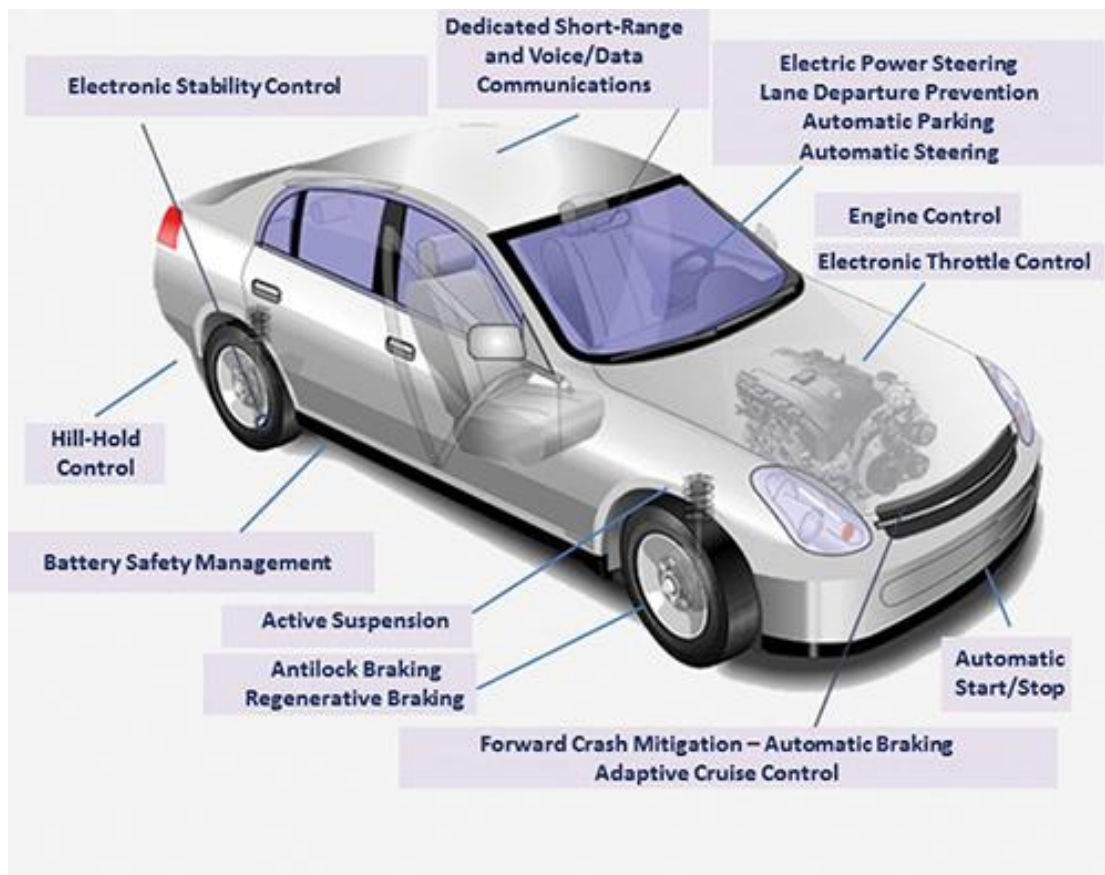 Dedicated Short-Range
and Voice/Data
Communications
Electronic Stability Control
Electric Power Steering
Lane Departure Prevention
Automatic Parking
Automatic Steering
Engine Control
Electronic Throttle Control
Hill-Hold
Control
Battery Safety Management
Active Suspension
Antilock Braking
Regenerative Braking
Automatic
Start/Stop
Forward Crash Mitigation – Automatic Braking
Adaptive Cruise Control